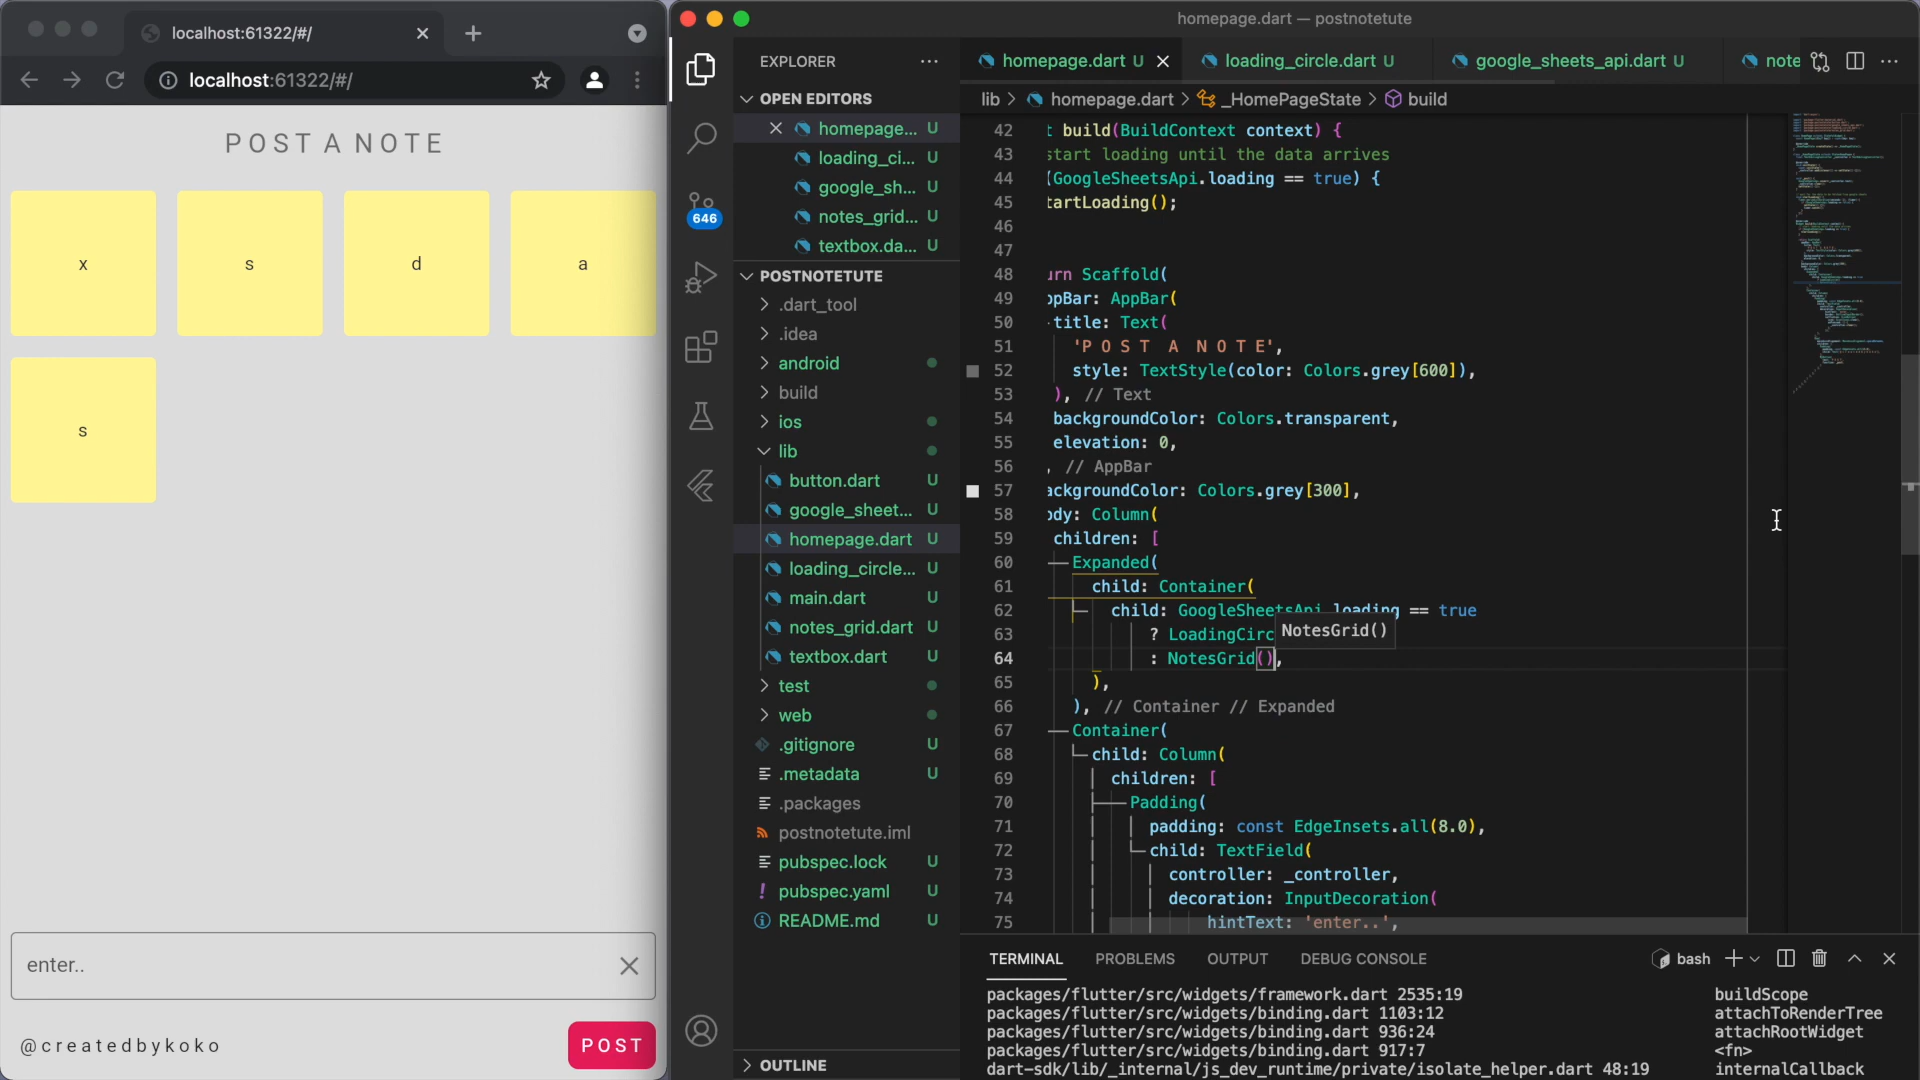 localhost:61322/#/
localhost:61322/#/
POST A NOTE
x
s
d
a
s
enter..
@createdbykoko
POST
homepage.dart — postnotetute
EXPLORER
OPEN EDITORS
homepage... U
loading_ci... U
google_sh... U
notes_grid... U
textbox.da... U
646
POSTNOTETUTE
.dart_tool
.idea
android
build
ios
lib
button.dart U
google_sheet... U
homepage.dart U
loading_circle... U
main.dart U
notes_grid.dart U
textbox.dart U
test
web
.gitignore U
.metadata U
.packages
postnotetute.iml
pubspec.lock U
pubspec.yaml U
README.md U
OUTLINE
homepage.dart U
loading_circle.dart U
google_sheets_api.dart U
note
lib > homepage.dart > _HomePageState > build
42 t build(BuildContext context) {
43 start loading until the data arrives
44 (GoogleSheetsApi.loading == true) {
45 tartLoading();
46
47
48 urn Scaffold(
49 ppBar: AppBar(
50 title: Text(
51 'P O S T  A  N O T E',
52 style: TextStyle(color: Colors.grey[600]),
53 ), // Text
54 backgroundColor: Colors.transparent,
55 elevation: 0,
56 , // AppBar
57 ackgroundColor: Colors.grey[300],
58 ody: Column(
59 children: [
60 Expanded(
61 child: Container(
62 child: GoogleSheetsApi.loading == true
63 ? LoadingCirc
NotesGrid()
64 : NotesGrid(),
65 ),
66 ), // Container // Expanded
67 Container(
68 child: Column(
69 children: [
70 Padding(
71 padding: const EdgeInsets.all(8.0),
72 child: TextField(
73 controller: _controller,
74 decoration: InputDecoration(
75 hintText: 'enter..',
TERMINAL PROBLEMS OUTPUT DEBUG CONSOLE
bash
packages/flutter/src/widgets/framework.dart 2535:19 buildScope
packages/flutter/src/widgets/binding.dart 1103:12 attachToRenderTree
packages/flutter/src/widgets/binding.dart 936:24 attachRootWidget
packages/flutter/src/widgets/binding.dart 917:7 <fn>
dart-sdk/lib/_internal/js_dev_runtime/private/isolate_helper.dart 48:19 internalCallback